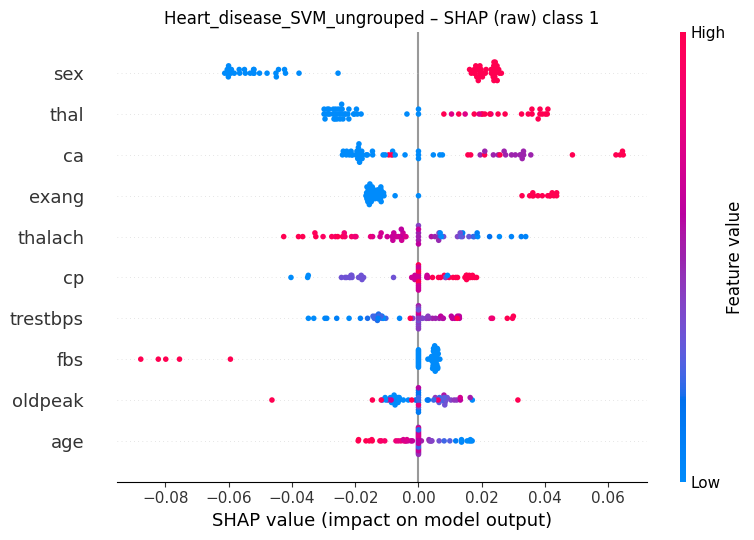 Heart_disease_SVM_ungrouped – SHAP (raw) class 1
High
sex
thal
ca
exang
thalach
cp
trestbps
fbs
oldpeak
age
Feature value
Low
−0.08 −0.06 −0.04 −0.02 0.00 0.02 0.04 0.06
SHAP value (impact on model output)